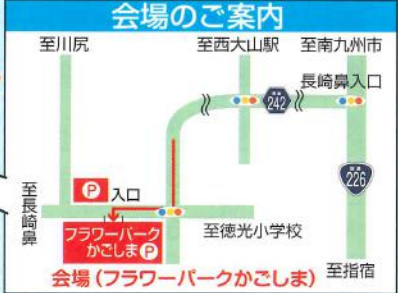 会場のご案内
至川尻
至西大山駅
至南九州市
長崎鼻入口
242
226
至長崎鼻
P
入口
フラワーパーク
かごしまP
至徳光小学校
至指宿
会場(フラワーパークかごしま)